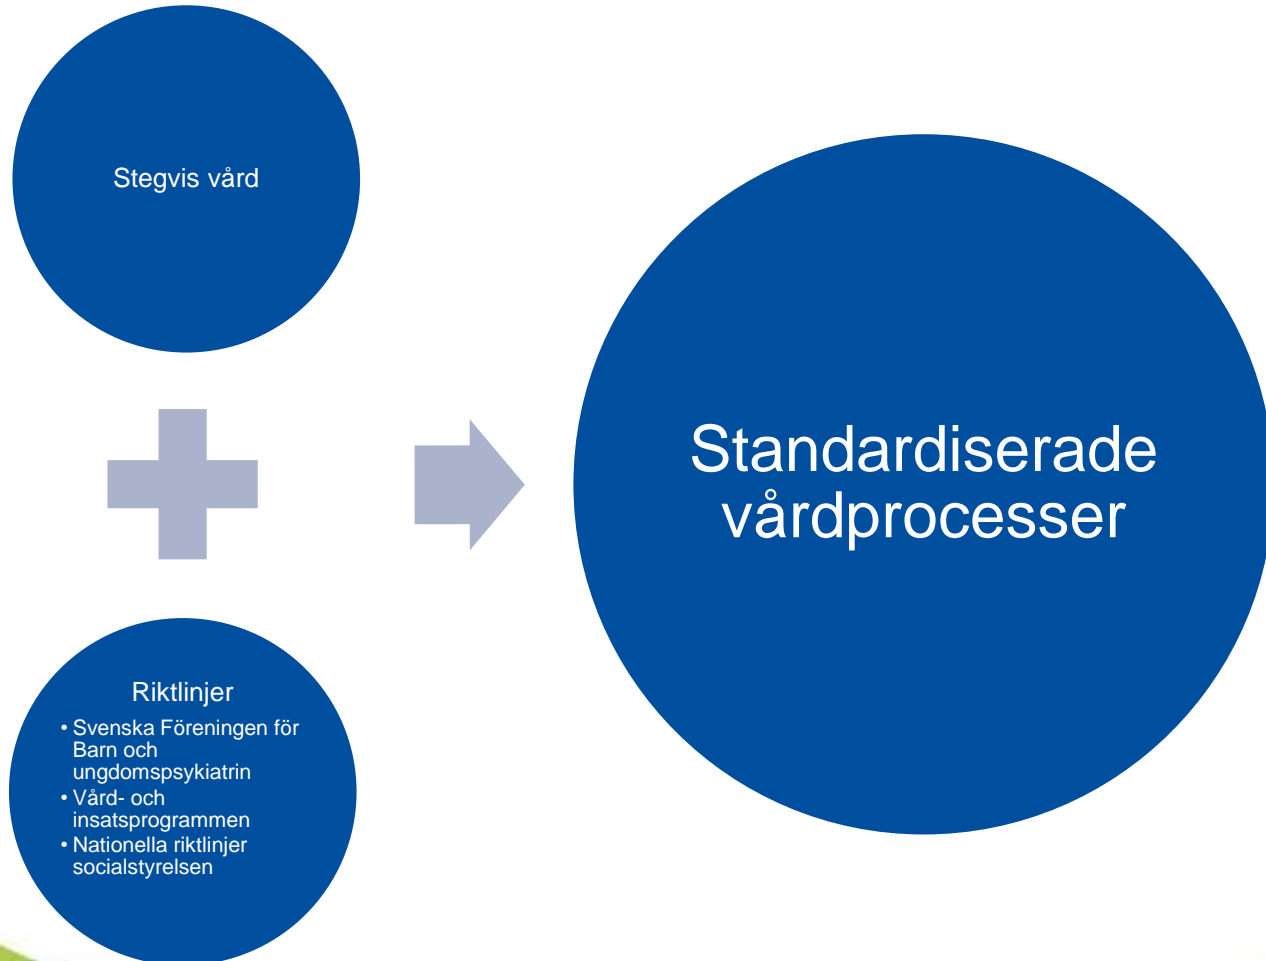 Stegvis vård
Riktlinjer
• Svenska Föreningen för
Barn och
ungdomspsykiatrin
• Vård- och
insatsprogrammen
• Nationella riktlinjer
socialstyrelsen
Standardiserade
vårdprocesser